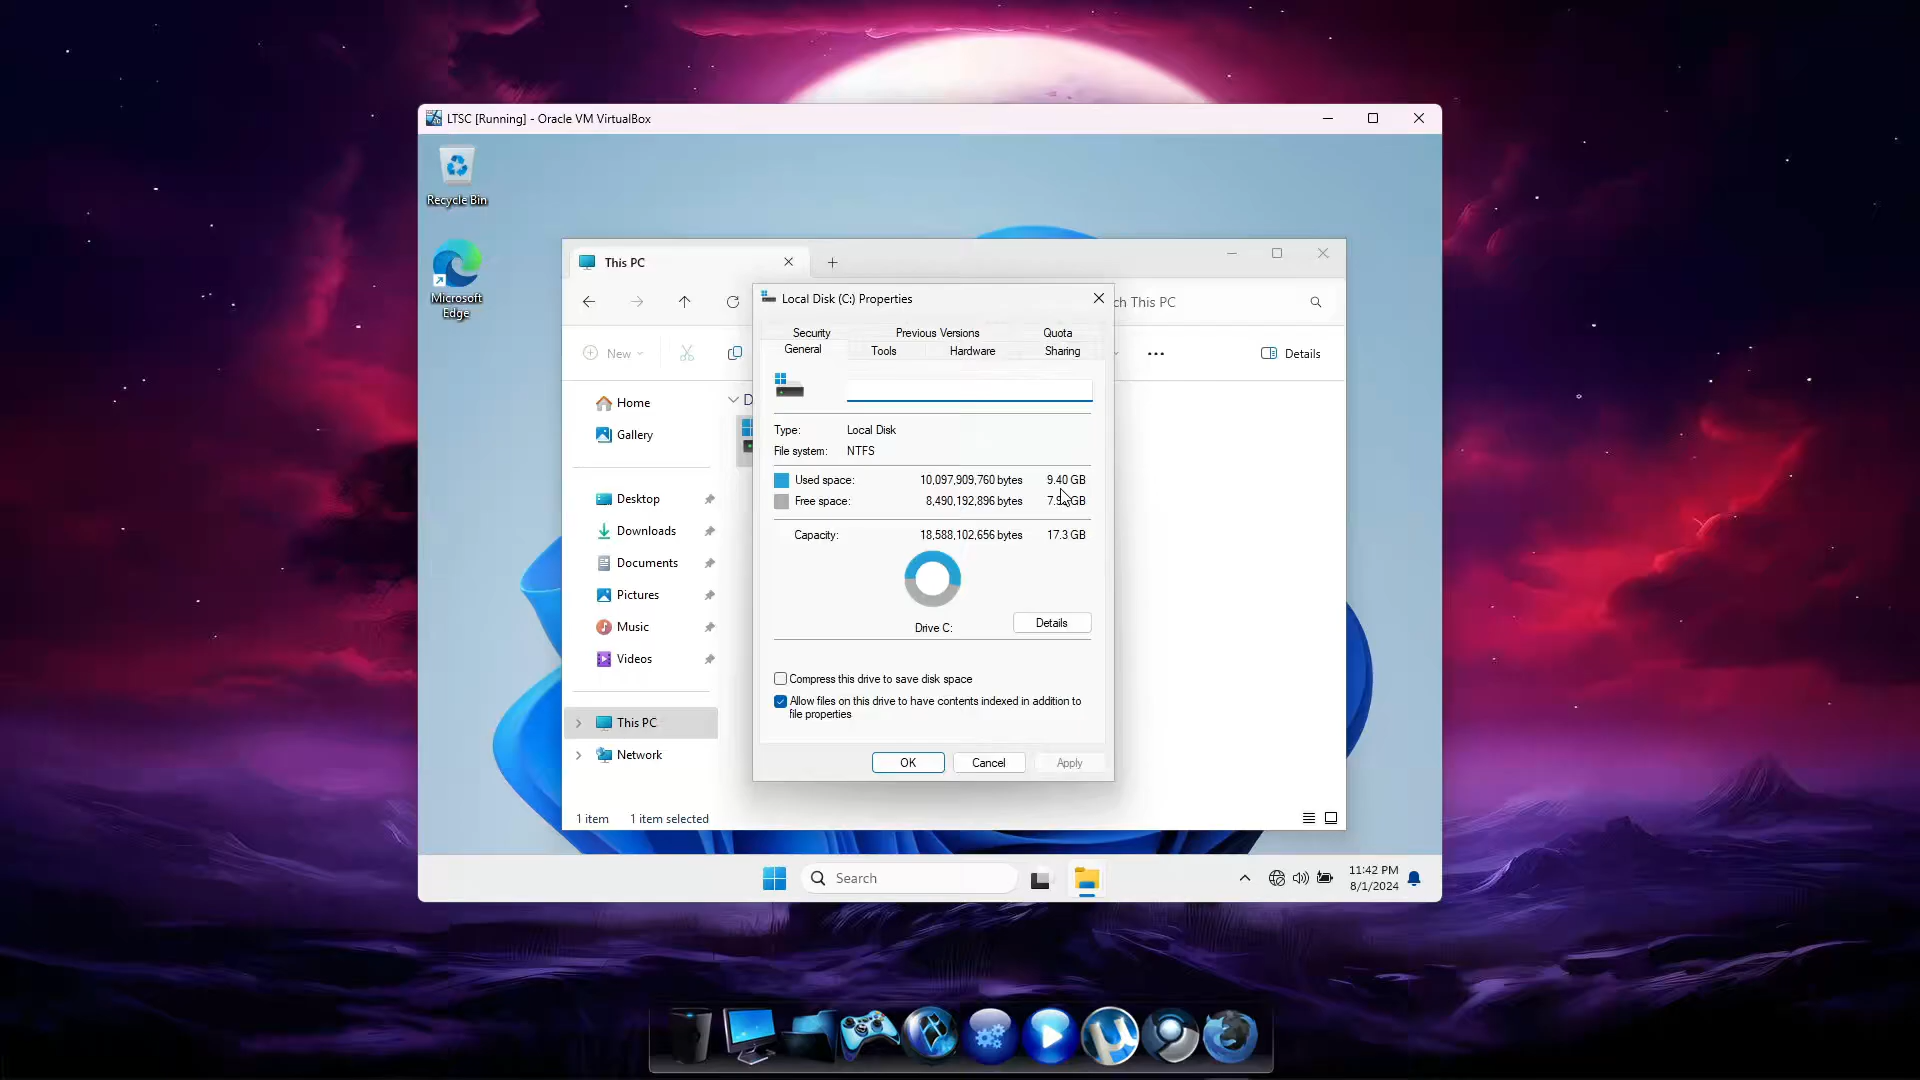 LTSC [Running] - Oracle VM VirtualBox
Recycle Bin
Microsoft
Edge
This PC
Local Disk (C:) Properties
ch This PC
New
Details
Security
Previous Versions
Quota
General
Tools
Hardware
Sharing
Home
Gallery
Desktop
Downloads
Documents
Pictures
Music
Videos
This PC
Network
D
Type: Local Disk
File system: NTFS
Used space: 10,097,909,760 bytes 9.40 GB
Free space: 8,490,192,896 bytes GB
Capacity: 18,588,102,656 bytes 17.3 GB
Drive C:
Details
Compress this drive to save disk space
Allow files on this drive to have contents indexed in addition to
file properties
OK
Cancel
Apply
1 item 1 item selected
Search
11:42 PM
8/1/2024